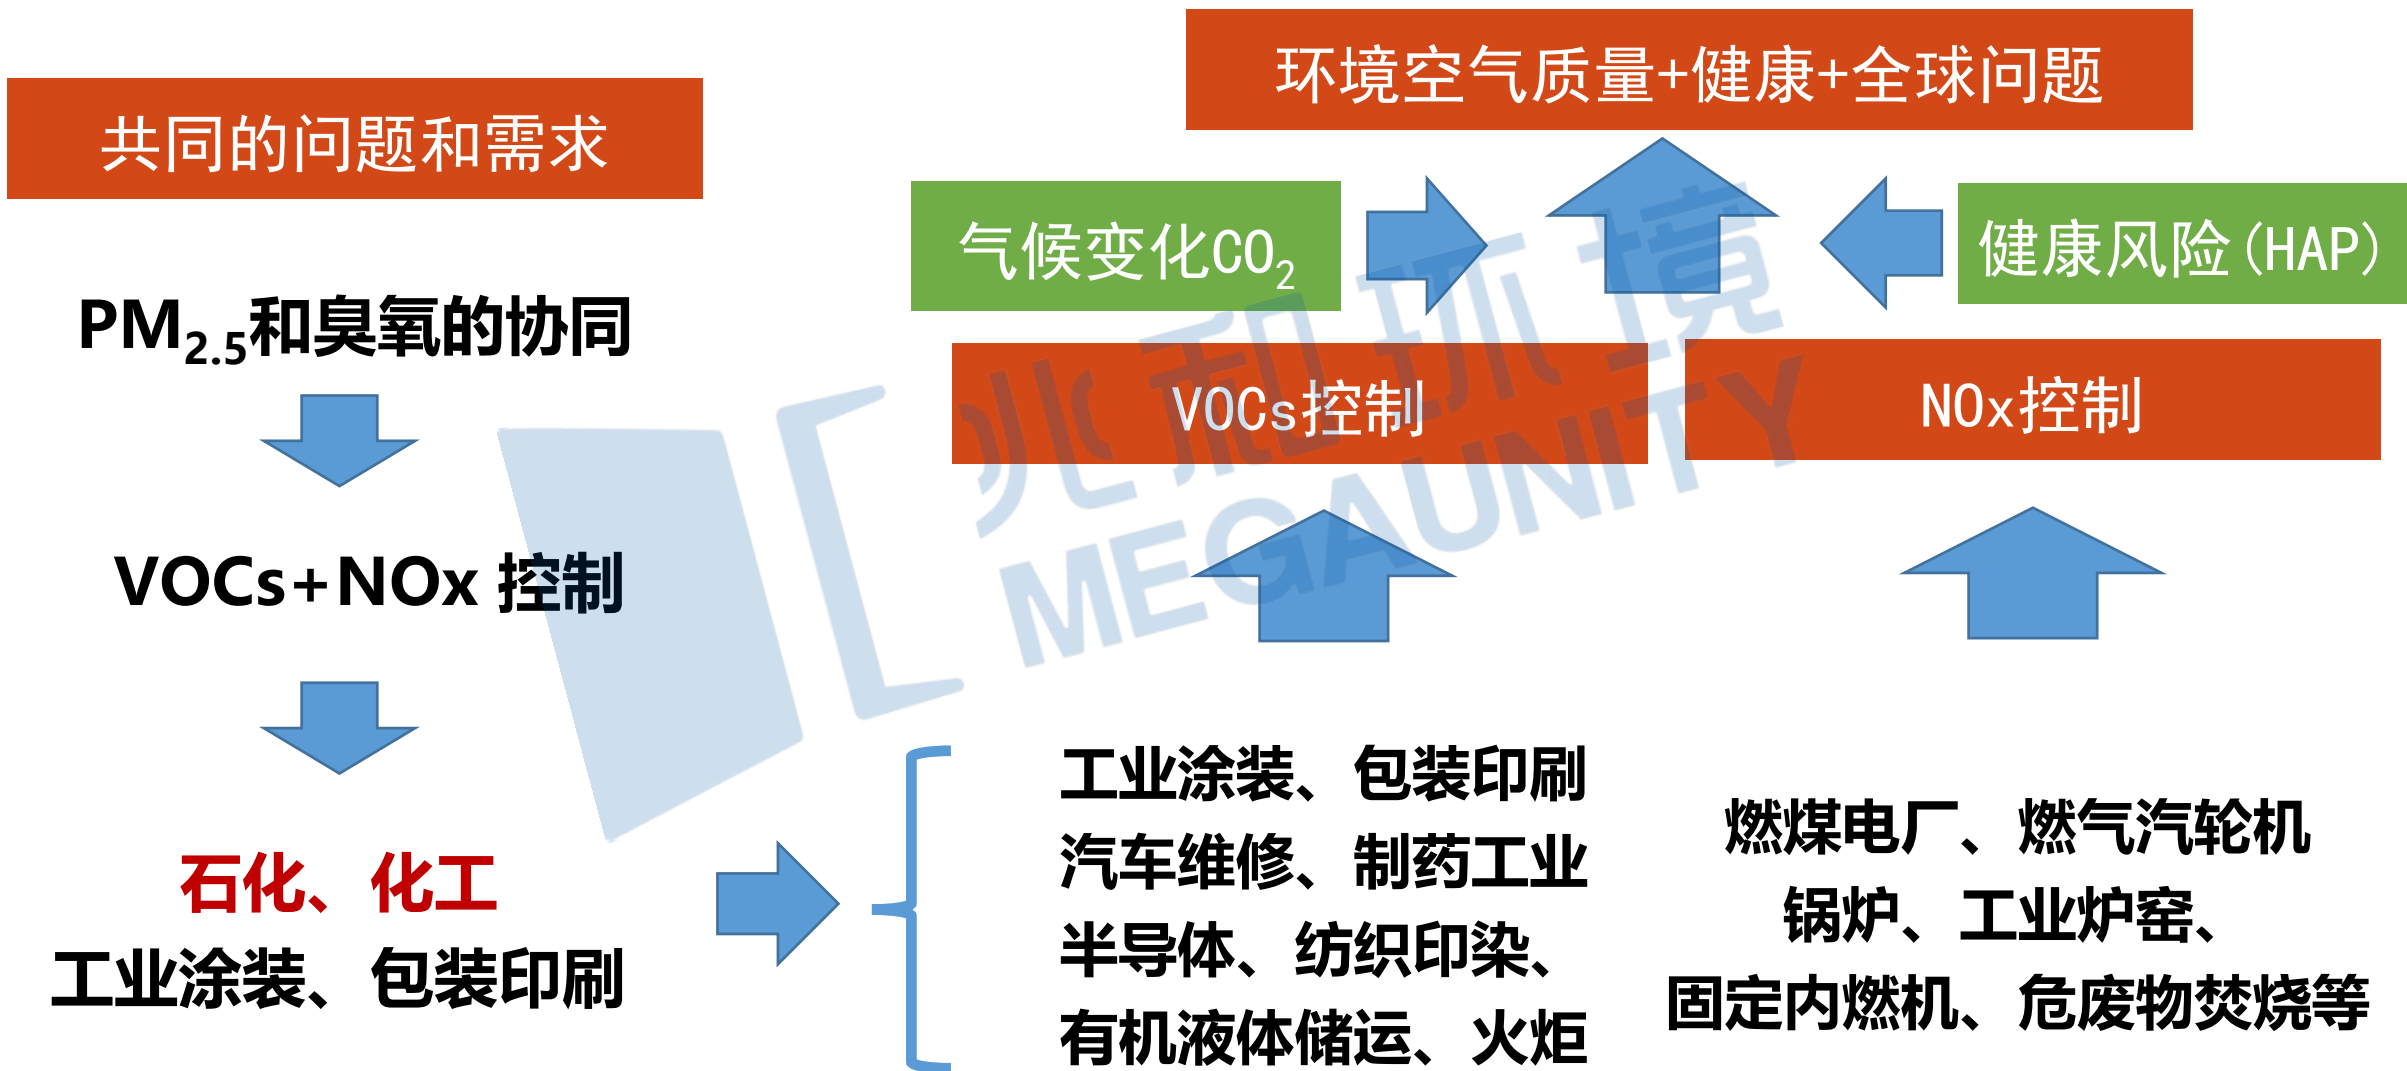 共同的问题和需求
PM2.5和臭氧的协同
VOCs+NOx 控制
石化、化工
工业涂装、包装印刷
环境空气质量+健康+全球问题
气候变化CO2
健康风险(HAP)
VOCs控制
NOx控制
工业涂装、包装印刷
汽车维修、制药工业
半导体、纺织印染、
有机液体储运、火炬
燃煤电厂、燃气汽轮机
锅炉、工业炉窑、
固定内燃机、危废物焚烧等
兆和环境
MEGAUNITY